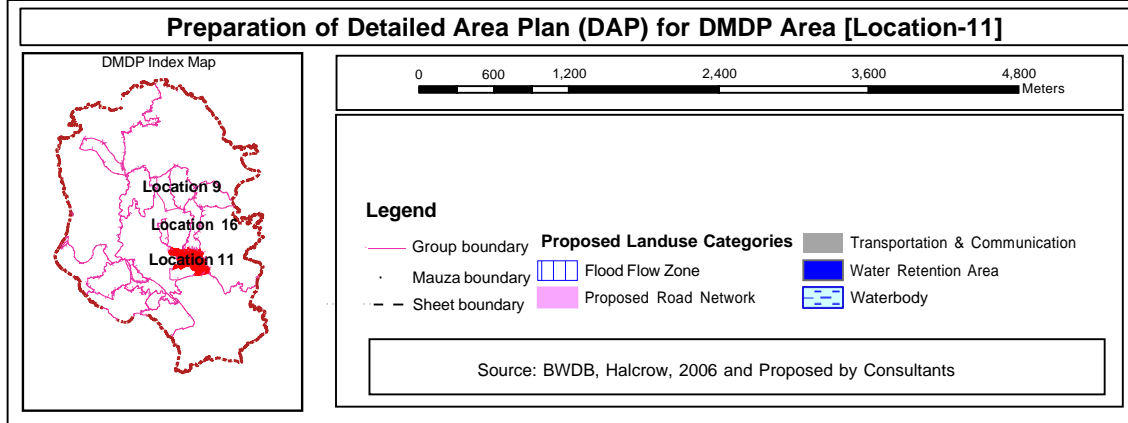 Preparation of Detailed Area Plan (DAP) for DMDP Area [Location-11]
DMDP Index Map
Location 9
Location 16
Location 11
0 600 1,200 2,400 3,600 4,800
Meters
Legend
Group boundary
Mauza boundary
Sheet boundary
Proposed Landuse Categories
Flood Flow Zone
Proposed Road Network
Transportation & Communication
Water Retention Area
Waterbody
Source: BWDB, Halcrow, 2006 and Proposed by Consultants